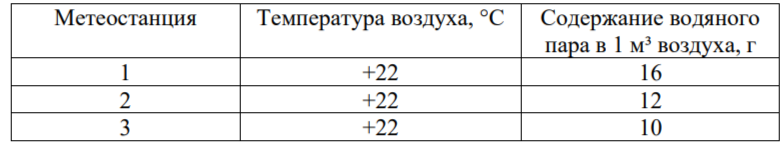 Метеостанция Температура воздуха, °C Содержание водяного
пара в 1 м³ воздуха, г
1 +22 16
2 +22 12
3 +22 10